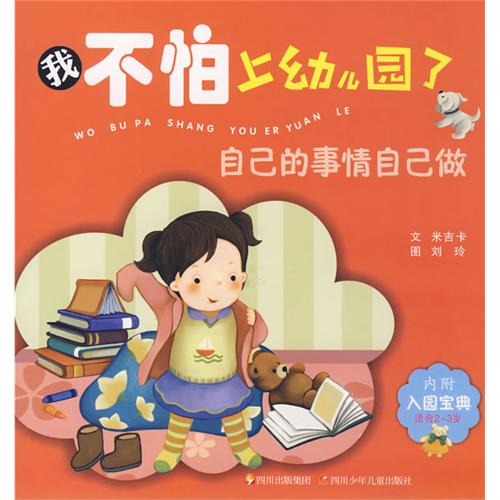 我不怕上幼儿园了
WO BU PA SHANG YOU ER YUAN LE
自己的事情自己做
文 米吉卡
图 刘玲
内附
入园宝典
适合2-3岁
四川出版集团 四川少年儿童出版社